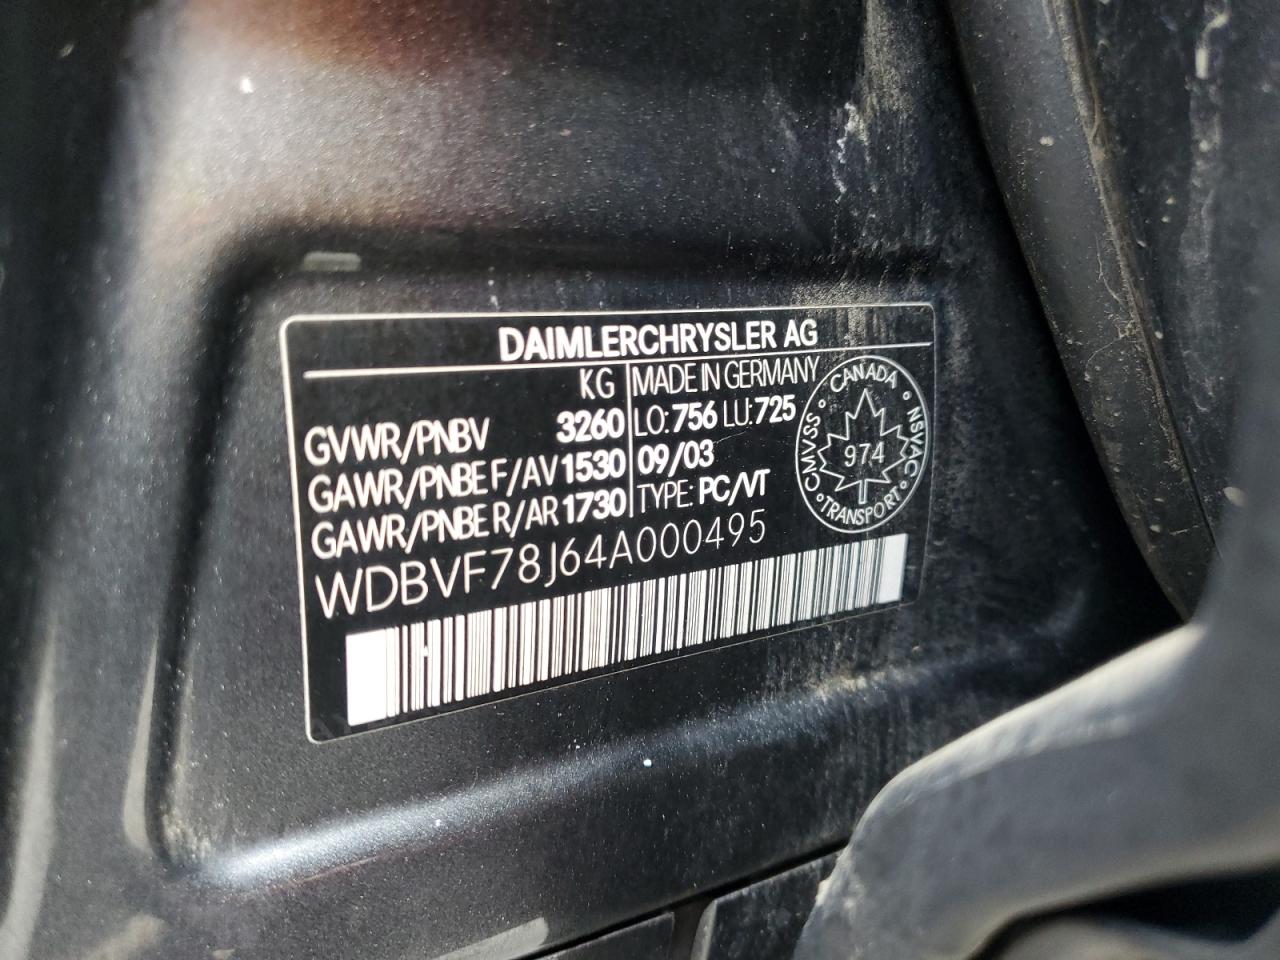 DAIMLERCHRYSLER AG
KG
GVWR/PNBV 3260
GAWR/PNBE F/AV 1530
GAWR/PNBE R/AR 1730
MADE IN GERMANY
LO: 756 LU: 725
09/03
TYPE: PC/VT
CANADA
CMVSS NSVAC
974
TRANSPORT
WDBVF78J64A000495